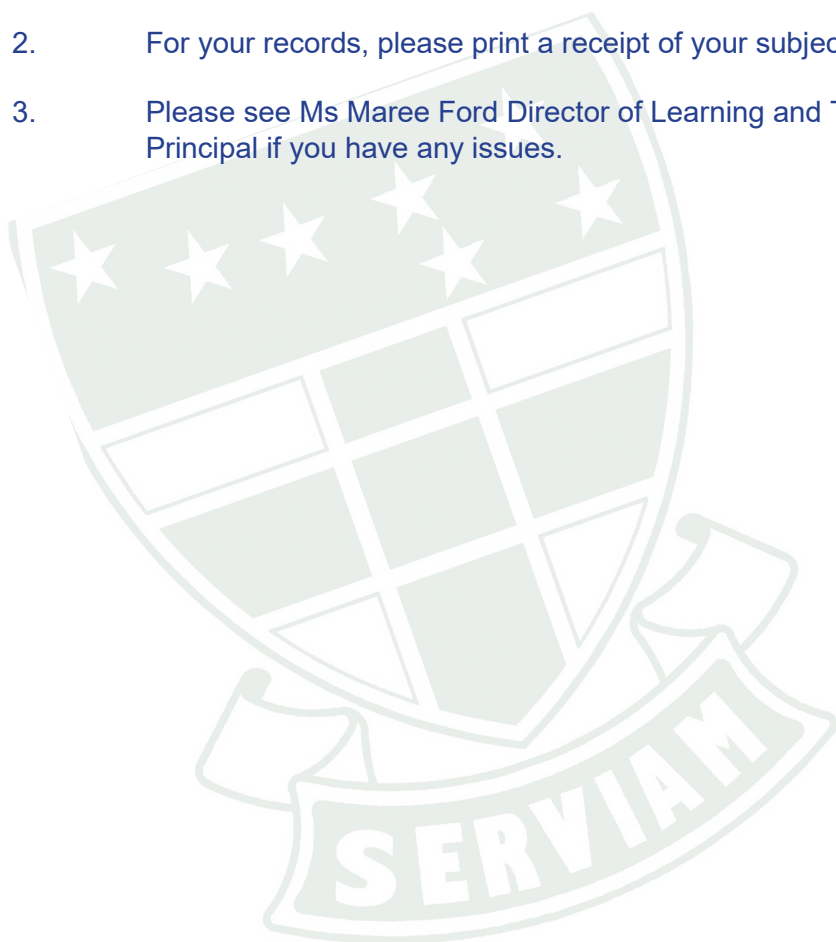 2. For your records, please print a receipt of your
3. Please see Ms Maree Ford Director of Learning and
Principal if you have any issues.
SERVIAM